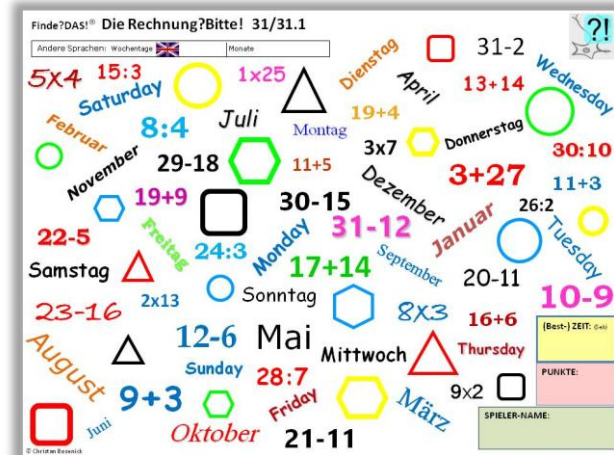 Finde?DAS!® Die Rechnung?Bitte! 31/31.1
?!
Andere Sprachen: Wochentage
Monate
5x4
15:3
Saturday
1x25
Dienstag
31-2
April
13+14
Wednesday
Februar
8:4
Juli
Montag
19+4
Donnerstag
30:10
November
29-18
11+5
3x7
Dezember
3+27
11+3
19+9
30-15
31-12
Januar
26:2
Tuesday
22-5
Freitag
24:3
Monday
17+14
September
20-11
10-9
Samstag
Sonntag
23-16
2x13
8x3
16+6
August
12-6
Mai
Mittwoch
Thursday
Sunday
28:7
9+3
Friday
9x2
März
Juni
Oktober
21-11
(Best-) ZEIT:
PUNKTE:
SPIELER-NAME: